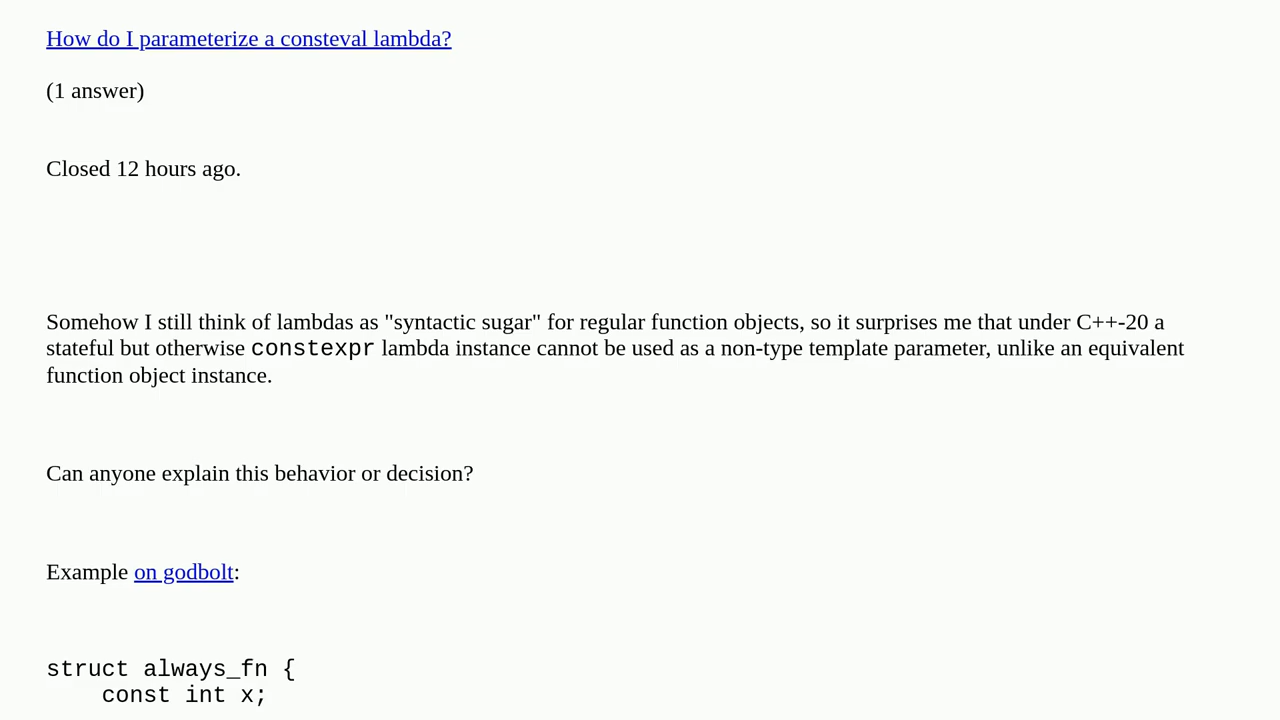 How do I parameterize a consteval lambda?
(1 answer)
Closed 12 hours ago.
Somehow I still think of lambdas as "syntactic sugar" for regular function objects, so it surprises me that under C++-20 a
stateful but otherwise constexpr lambda instance cannot be used as a non-type template parameter, unlike an equivalent
function object instance.
Can anyone explain this behavior or decision?
Example on godbolt:
struct always_fn {
    const int x;